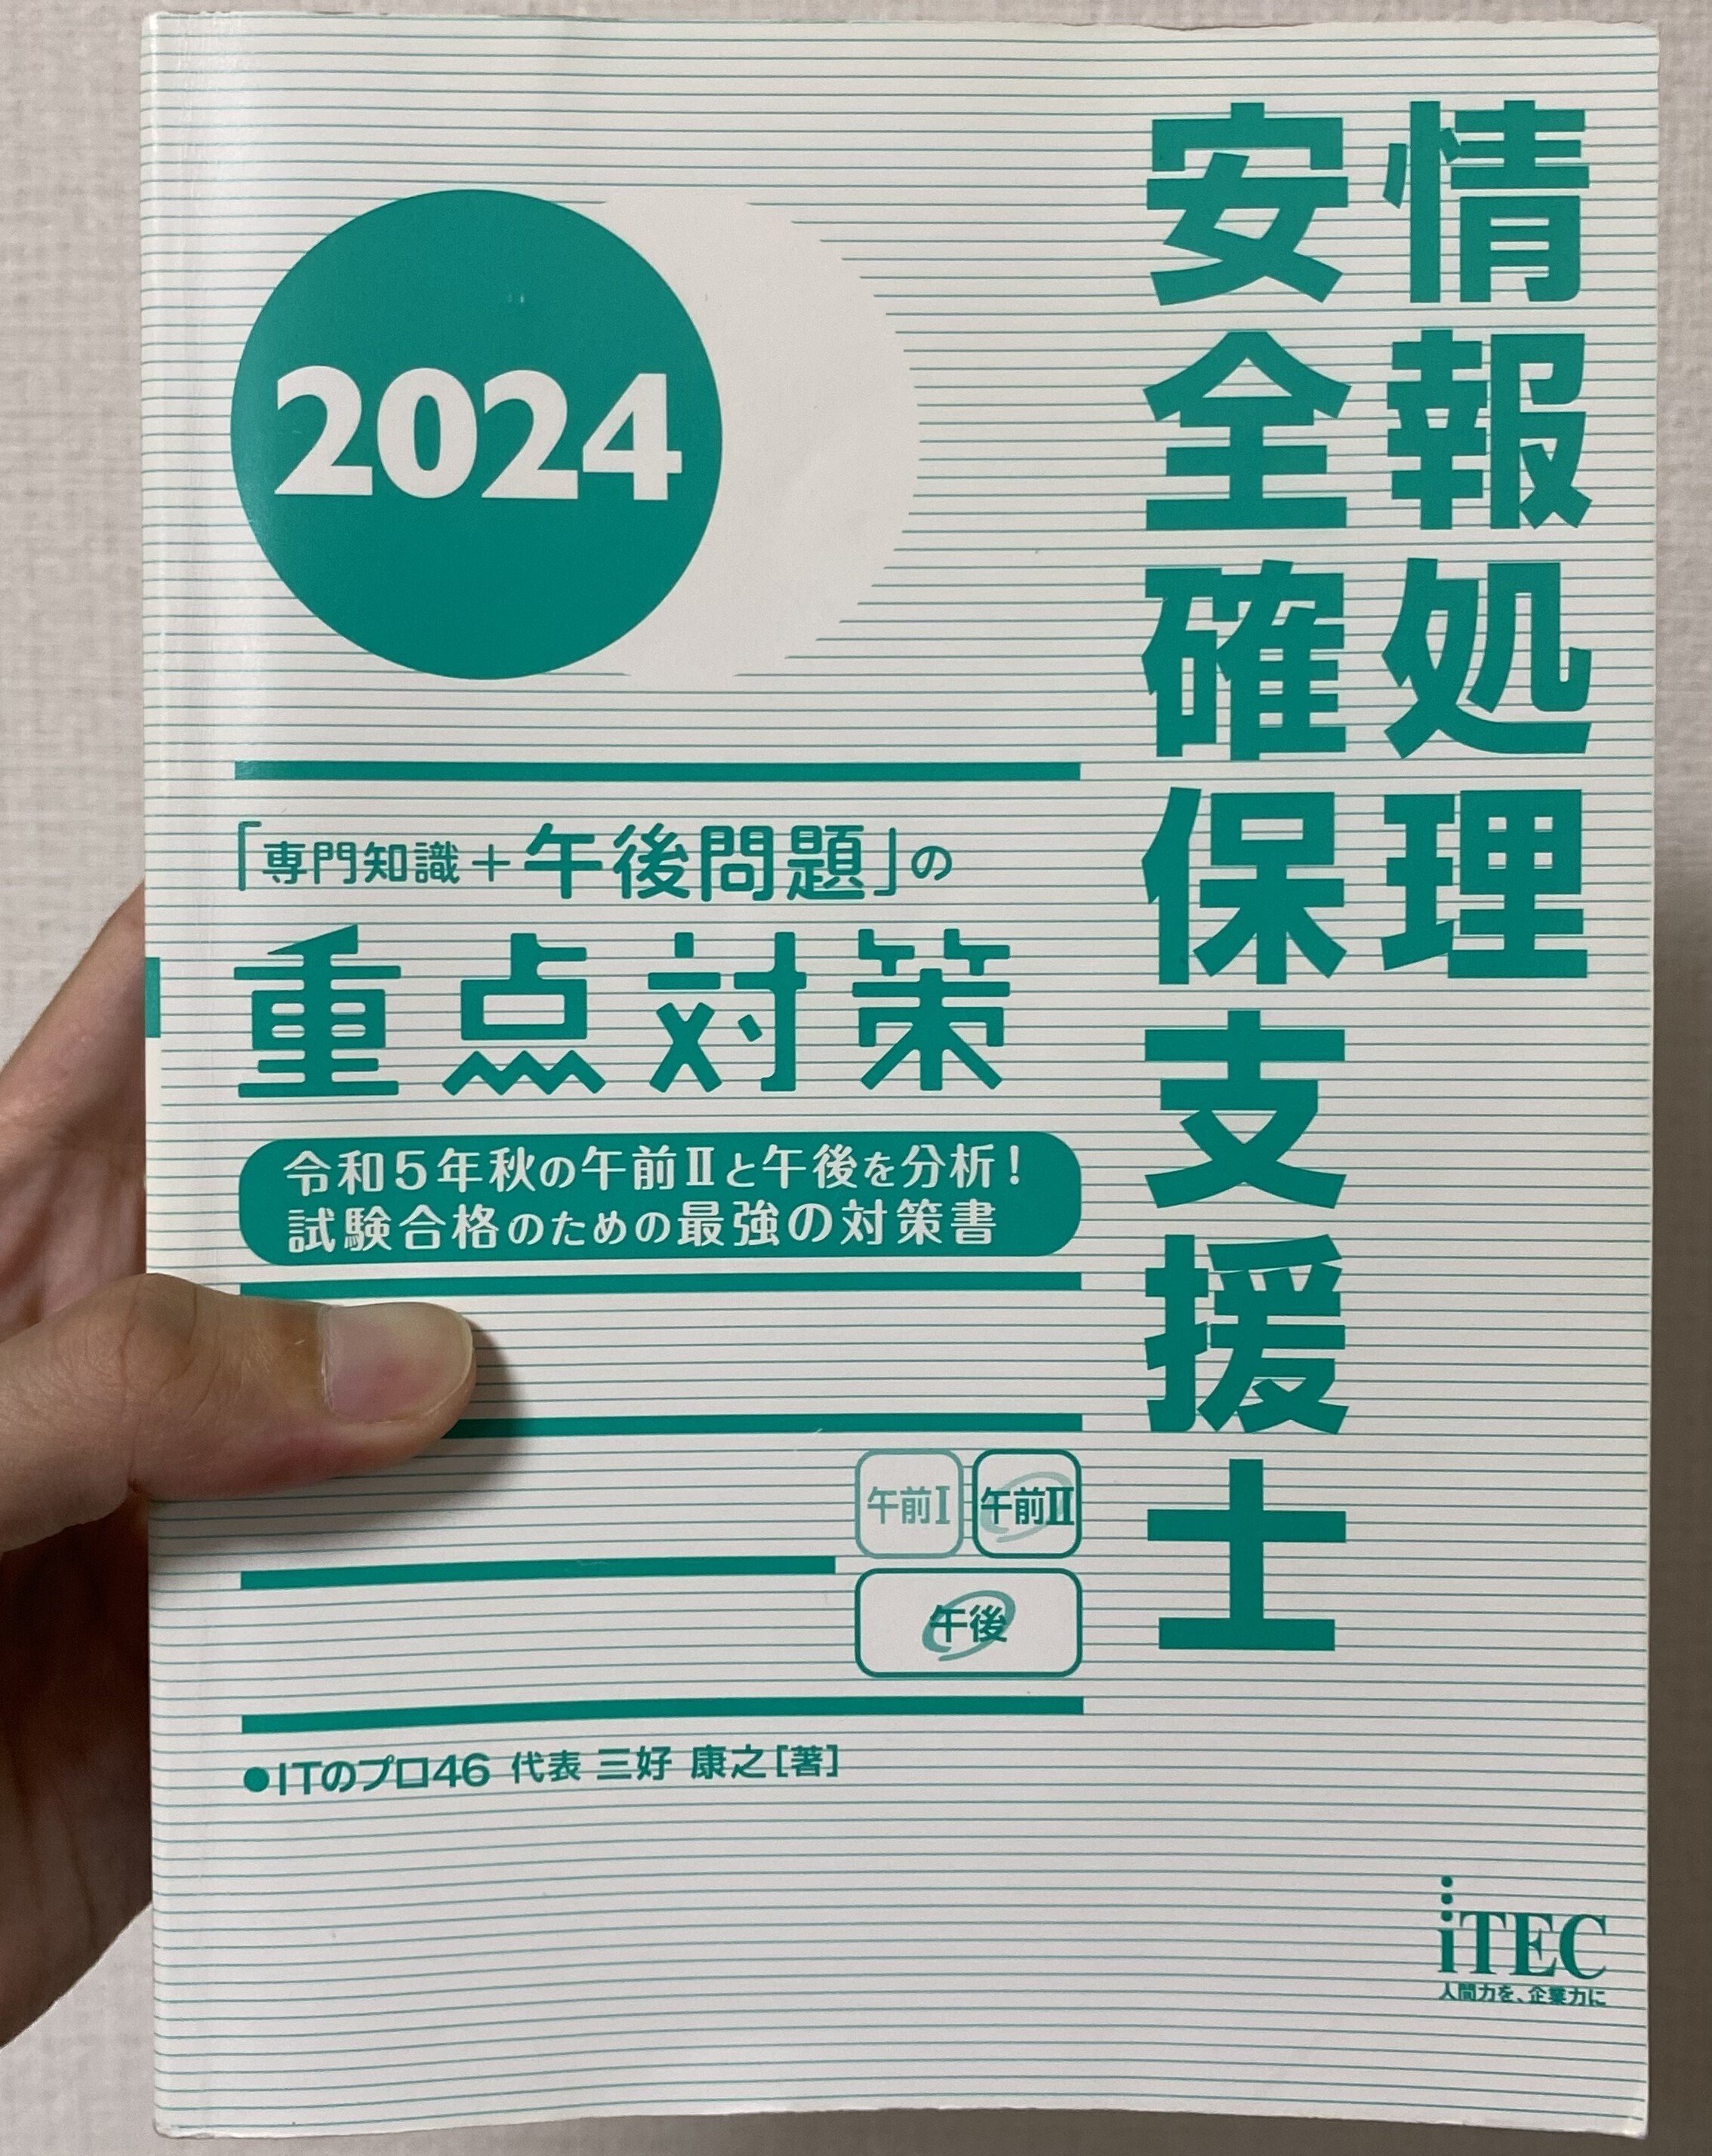 情報処理
安全確保支援士
2024
「専門知識＋午後問題」の
重点対策
令和5年秋の午前Ⅱと午後を分析！
試験合格のための最強の対策書
午前Ⅰ 午前Ⅱ
午後
●ITのプロ46 代表 三好 康之［著］
iTEC
人間力を、企業力に